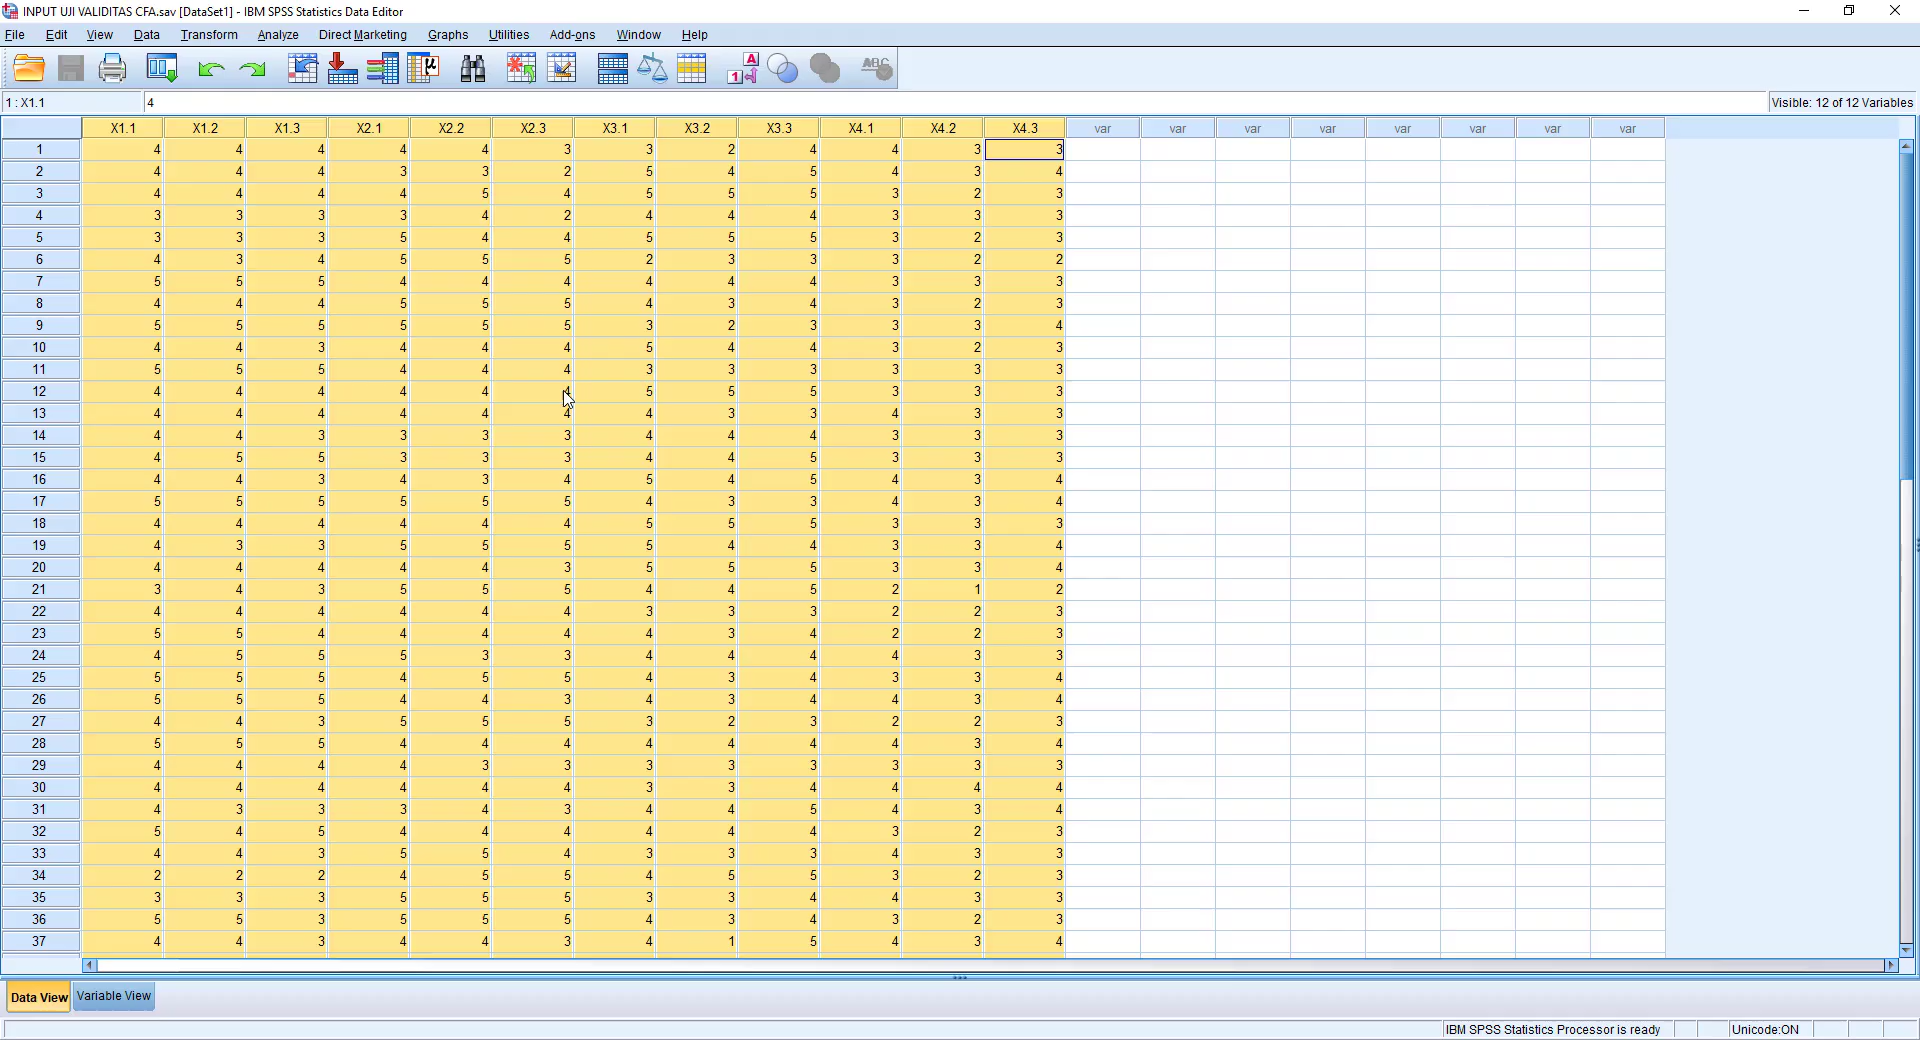 INPUT UJI VALIDITAS CFA.sav [DataSet1] - IBM SPSS Statistics Data Editor
File Edit View Data Transform Analyze Direct Marketing Graphs Utilities Add-ons Window Help
1 : X1.1 4 Visible: 12 of 12 Variables
X1.1 X1.2 X1.3 X2.1 X2.2 X2.3 X3.1 X3.2 X3.3 X4.1 X4.2 X4.3 var var var var var var var var
1 4 4 4 4 4 3 3 2 4 4 3 3
2 4 4 4 3 3 2 5 4 5 4 3 4
3 4 4 4 4 5 4 5 5 5 3 2 3
4 3 3 3 3 4 2 4 4 4 3 3 3
5 3 3 3 5 4 4 5 5 5 3 2 3
6 4 3 4 5 5 5 2 3 3 3 2 2
7 5 5 5 4 4 4 4 4 4 3 3 3
8 4 4 4 5 5 5 4 3 4 3 2 3
9 5 5 5 5 5 5 3 2 3 3 3 4
10 4 4 3 4 4 4 5 4 4 3 2 3
11 5 5 5 4 4 4 3 3 3 3 3 3
12 4 4 4 4 4 4 5 5 5 3 3 3
13 4 4 4 4 4 4 4 3 3 4 3 3
14 4 4 3 3 3 3 4 4 4 3 3 3
15 4 5 5 3 3 3 4 4 5 3 3 3
16 4 4 3 4 3 4 5 4 5 4 3 4
17 5 5 5 5 5 5 4 3 3 4 3 4
18 4 4 4 4 4 4 5 5 5 3 3 3
19 4 3 3 5 5 5 5 4 4 3 3 4
20 4 4 4 4 4 3 5 5 5 3 3 4
21 3 4 3 5 5 5 4 4 5 2 1 2
22 4 4 4 4 4 4 3 3 3 2 2 3
23 5 5 4 4 4 4 4 3 4 2 2 3
24 4 5 5 5 3 3 4 4 4 4 3 3
25 5 5 5 4 5 5 4 3 4 3 3 4
26 5 5 5 4 4 3 4 3 4 4 3 4
27 4 4 3 5 5 5 3 2 3 2 2 3
28 5 5 5 4 4 4 4 4 4 4 3 4
29 4 4 4 4 3 3 3 3 3 3 3 3
30 4 4 4 4 4 4 3 3 4 4 4 4
31 4 3 3 3 4 3 4 4 5 4 3 4
32 5 4 5 4 4 4 4 4 4 3 2 3
33 4 4 3 5 5 4 3 3 3 4 3 3
34 2 2 2 4 5 5 4 5 5 3 2 3
35 3 3 3 5 5 5 3 3 4 4 3 3
36 5 5 3 5 5 5 4 3 4 3 2 3
37 4 4 3 4 4 3 4 1 5 4 3 4
Data View Variable View
IBM SPSS Statistics Processor is ready Unicode:ON